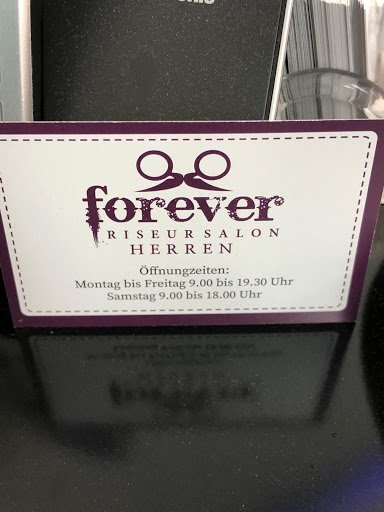 forever
FRISEURSALON
HERREN
Öffnungzeiten:
Montag bis Freitag 9.00 bis 19.30 Uhr
Samstag 9.00 bis 18.00 Uhr